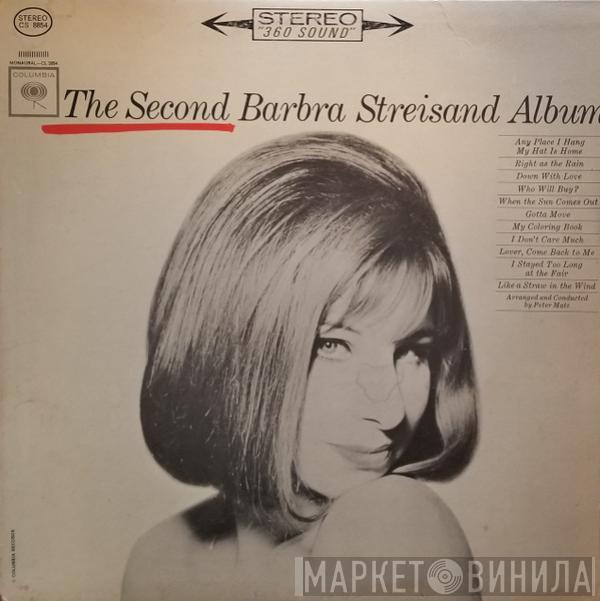 STEREO
CS 8854
STEREO
"360 SOUND"
MONAURAL—CL 2054
COLUMBIA
The Second Barbra Streisand Album
Any Place I Hang
My Hat Is Home
Right as the Rain
Down With Love
Who Will Buy?
When the Sun Comes Out
Gotta Move
My Coloring Book
I Don't Care Much
Lover, Come Back to Me
I Stayed Too Long
at the Fair
Like a Straw in the Wind
Arranged and Conducted
by Peter Matz
© COLUMBIA RECORDS
МАРКЕТ ВИНИЛА